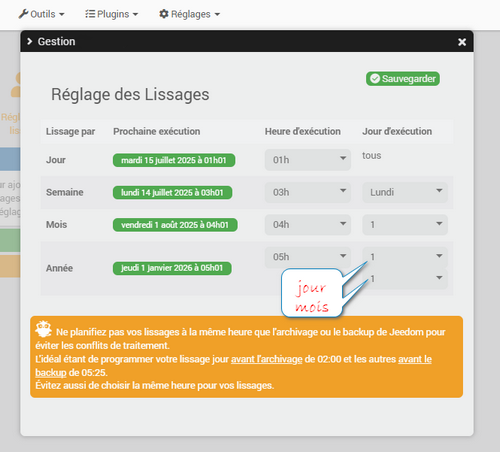 Outils Plugins Réglages
Gestion
Sauvegarder
Réglage des Lissages
Lissage par Prochaine exécution Heure d'exécution Jour d'exécution
Jour mardi 15 juillet 2025 à 01h01 01h tous
Semaine lundi 14 juillet 2025 à 03h01 03h Lundi
Mois vendredi 1 août 2025 à 04h01 04h 1
Année jeudi 1 janvier 2026 à 05h01 05h 1
1
jour
mois
Ne planifiez pas vos lissages à la même heure que l'archivage ou le backup de Jeedom pour
éviter les conflits de traitement.
L'idéal étant de programmer votre lissage jour avant l'archivage de 02:00 et les autres avant le
backup de 05:25.
Évitez aussi de choisir la même heure pour vos lissages.